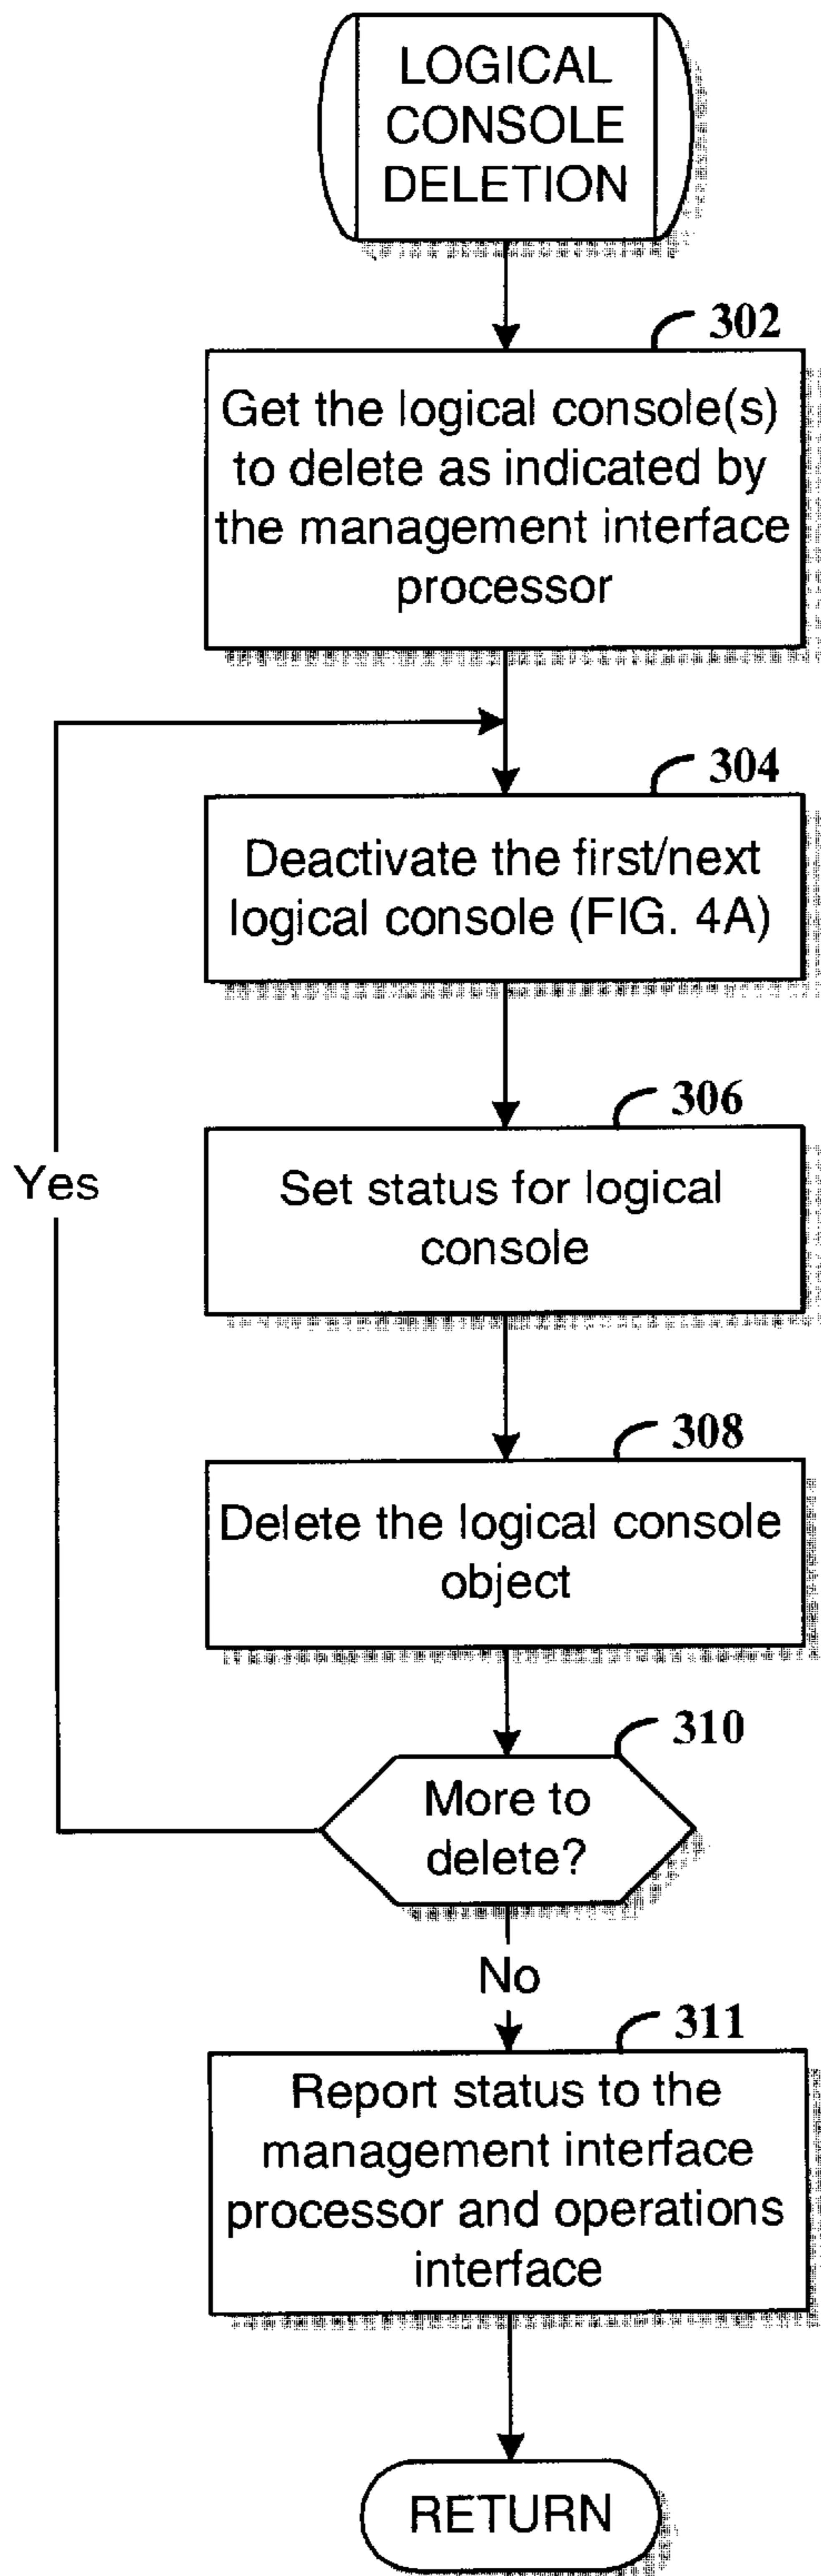 LOGICAL
CONSOLE
DELETION
302
Get the logical console(s)
to delete as indicated by
the management interface
processor
304
Deactivate the first/next
logical console (FIG. 4A)
306
Yes
Set status for logical
console
308
Delete the logical console
object
310
More to
delete?
No
311
Report status to the
management interface
processor and operations
interface
RETURN